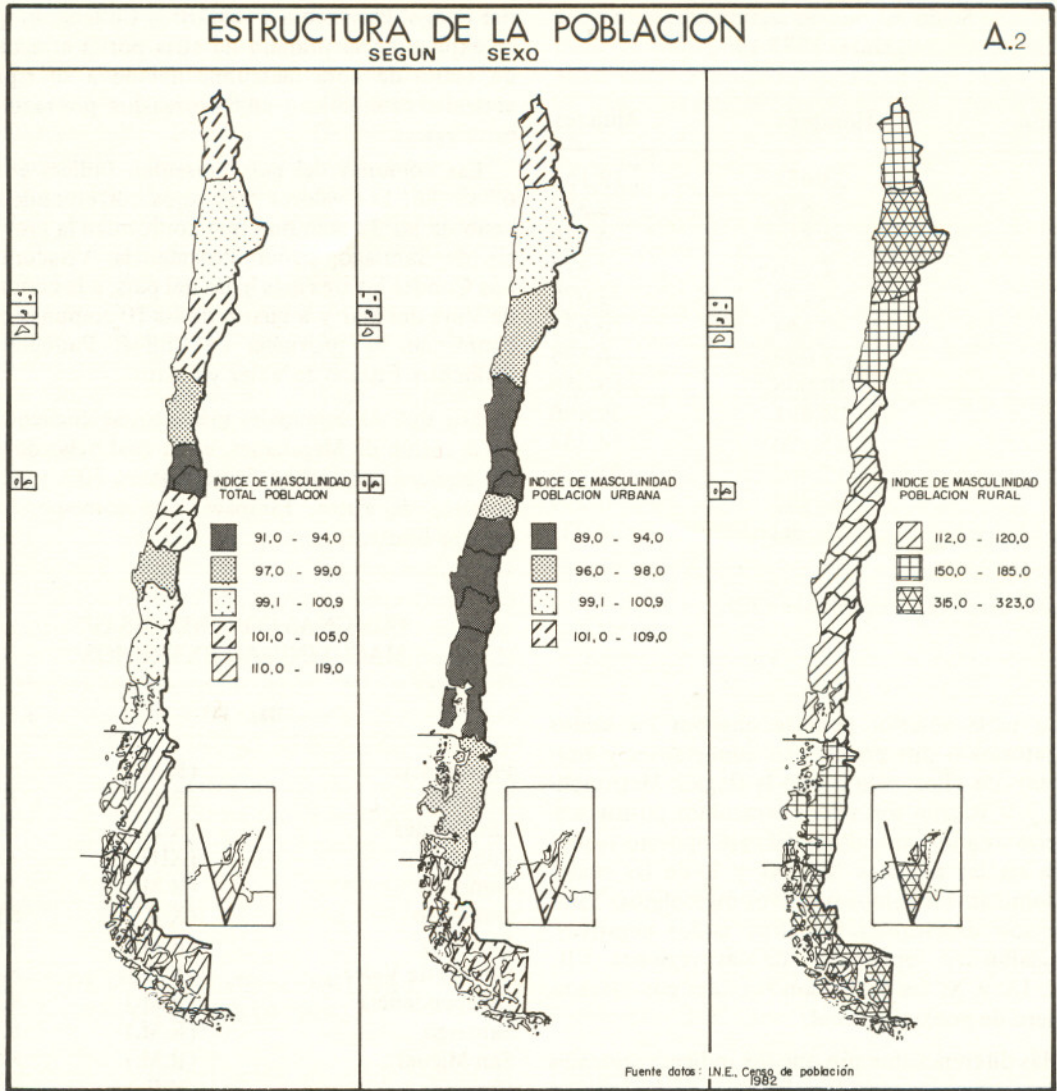 ESTRUCTURA DE LA POBLACION
SEGUN SEXO
A.2
INDICE DE MASCULINIDAD
TOTAL POBLACION
91,0 - 94,0
97,0 - 99,0
99,1 - 100,9
101,0 - 105,0
110,0 - 119,0
INDICE DE MASCULINIDAD
POBLACION URBANA
89,0 - 94,0
96,0 - 98,0
99,1 - 100,9
101,0 - 109,0
INDICE DE MASCULINIDAD
POBLACION RURAL
112,0 - 120,0
150,0 - 185,0
315,0 - 323,0
Fuente datos: I.N.E., Censo de población
1982